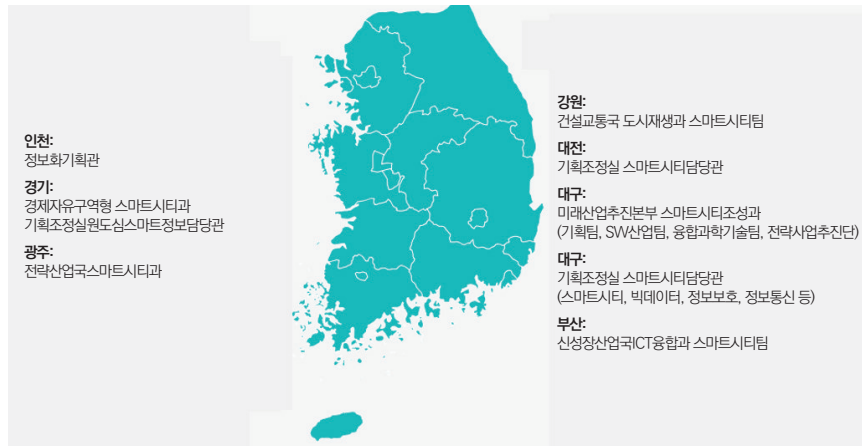 인천:
정보화기획관
경기:
경제자유구역형 스마트시티과
기획조정실원도심스마트정보담당관
광주:
전략산업국스마트시티과
강원:
건설교통국 도시재생과 스마트시티팀
대전:
기획조정실 스마트시티담당관
대구:
미래산업추진본부 스마트시티조성과
(기획팀, SW산업팀, 융합과학기술팀, 전략사업추진단)
대구:
기획조정실 스마트시티담당관
(스마트시티, 빅데이터, 정보보호, 정보통신 등)
부산:
신성장산업국ICT융합과 스마트시티팀